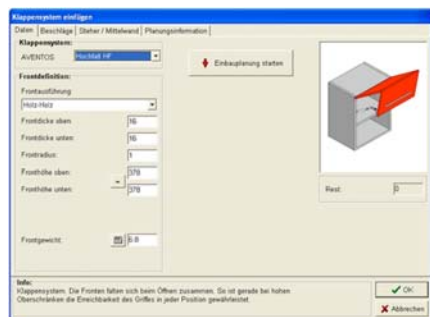 Klappensystem einfügen
Daten Beschläge Steher / Mittelwand Planungsinformation
Klappensystem:
AVENTOS Hochfalt HF
Einbauplanung starten
Frontdefinition:
Frontausführung
Holz-Holz
Frontdicke oben: 16
Frontdicke unten: 16
Frontradius: 1
Fronthöhe oben: 378
Fronthöhe unten: 378
Rest: 0
Frontgewicht: 6.8
Info:
Klappensystem. Die Fronten falten sich beim Öffnen zusammen. So ist gerade bei hohen
Oberschränken die Erreichbarkeit des Griffes in jeder Position gewährleistet.
OK
Abbrechen